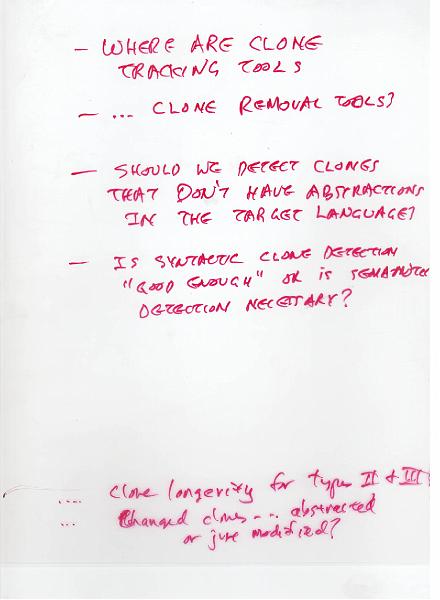 — WHERE ARE CLONE
TRACKING TOOLS
— ... CLONE REMOVAL TOOLS?
— SHOULD WE DETECT CLONES
THAT DON'T HAVE ABSTRACTIONS
IN THE TARGET LANGUAGE?
— IS SYNTACTIC CLONE DETECTION
"GOOD ENOUGH" OR IS SEMANTIC
DETECTION NECESSARY?
.... Clone longevity for types II & III
... Changed clones --- abstracted
or just modified?